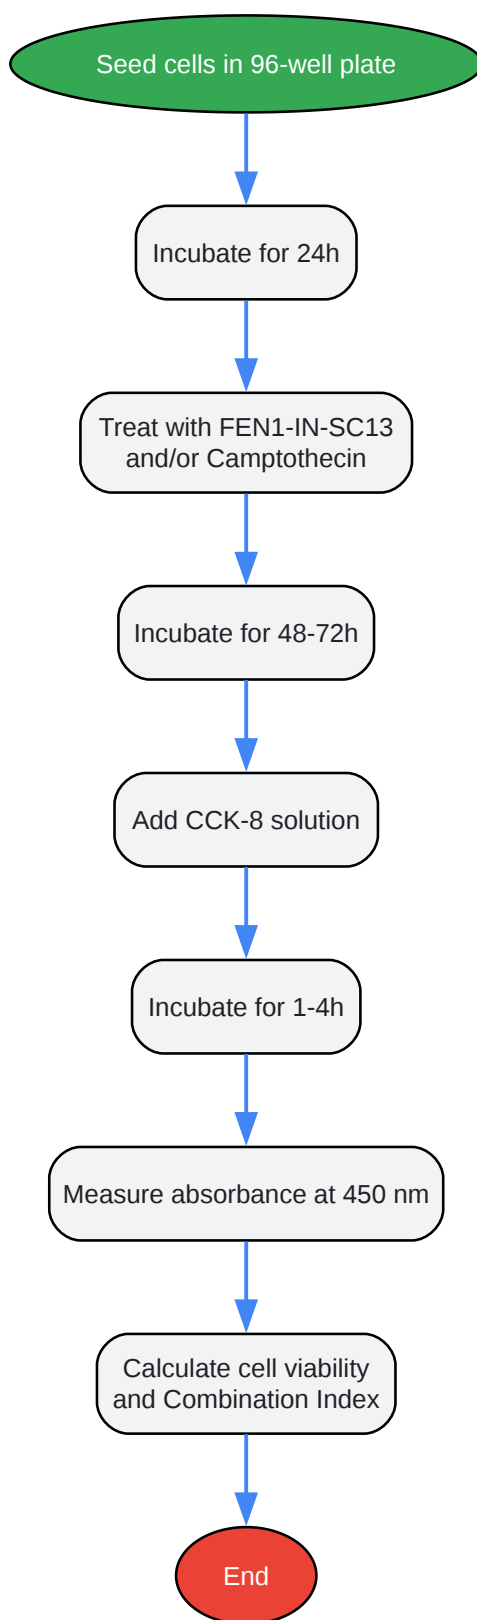 Seed cells in 96-well plate
Incubate for 24h
Treat with FEN1-IN-SC13
and/or Camptothecin
Incubate for 48-72h
Add CCK-8 solution
Incubate for 1-4h
Measure absorbance at 450 nm
Calculate cell viability
and Combination Index
End